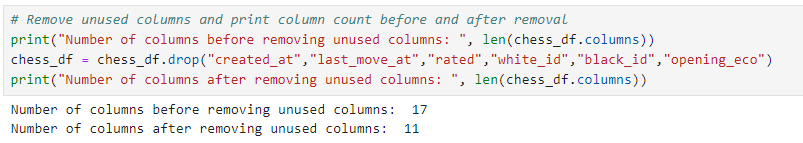 # Remove unused columns and print column count before and after removal
print("Number of columns before removing unused columns: ", len(chess_df.columns))
chess_df = chess_df.drop("created_at","last_move_at","rated","white_id","black_id","opening_eco")
print("Number of columns after removing unused columns: ", len(chess_df.columns))
Number of columns before removing unused columns:  17
Number of columns after removing unused columns:  11